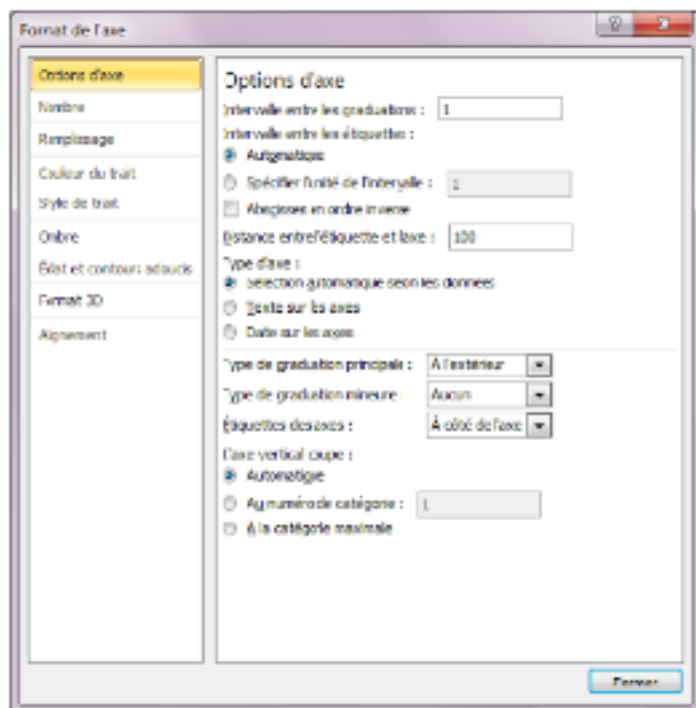 Format de l'axe
Options d'axe
Nombre
Remplissage
Couleur du trait
Style de trait
Ombre
Éclat et contours adoucis
Format 3D
Alignement
Options d'axe
Intervalle entre les graduations : 1
Intervalle entre les étiquettes :
Automatique
Spécifier l'unité de l'intervalle : 1
Abscisses en ordre inverse
Distance entre l'étiquette et l'axe : 100
Type d'axe :
Sélection automatique selon les données
Texte sur les axes
Date sur les axes
Type de graduation principale : À l'extérieur
Type de graduation mineure : Aucun
Étiquettes des axes : À côté de l'axe
L'axe vertical coupe :
Automatique
Au numéro de catégorie : 1
À la catégorie maximale
Fermer